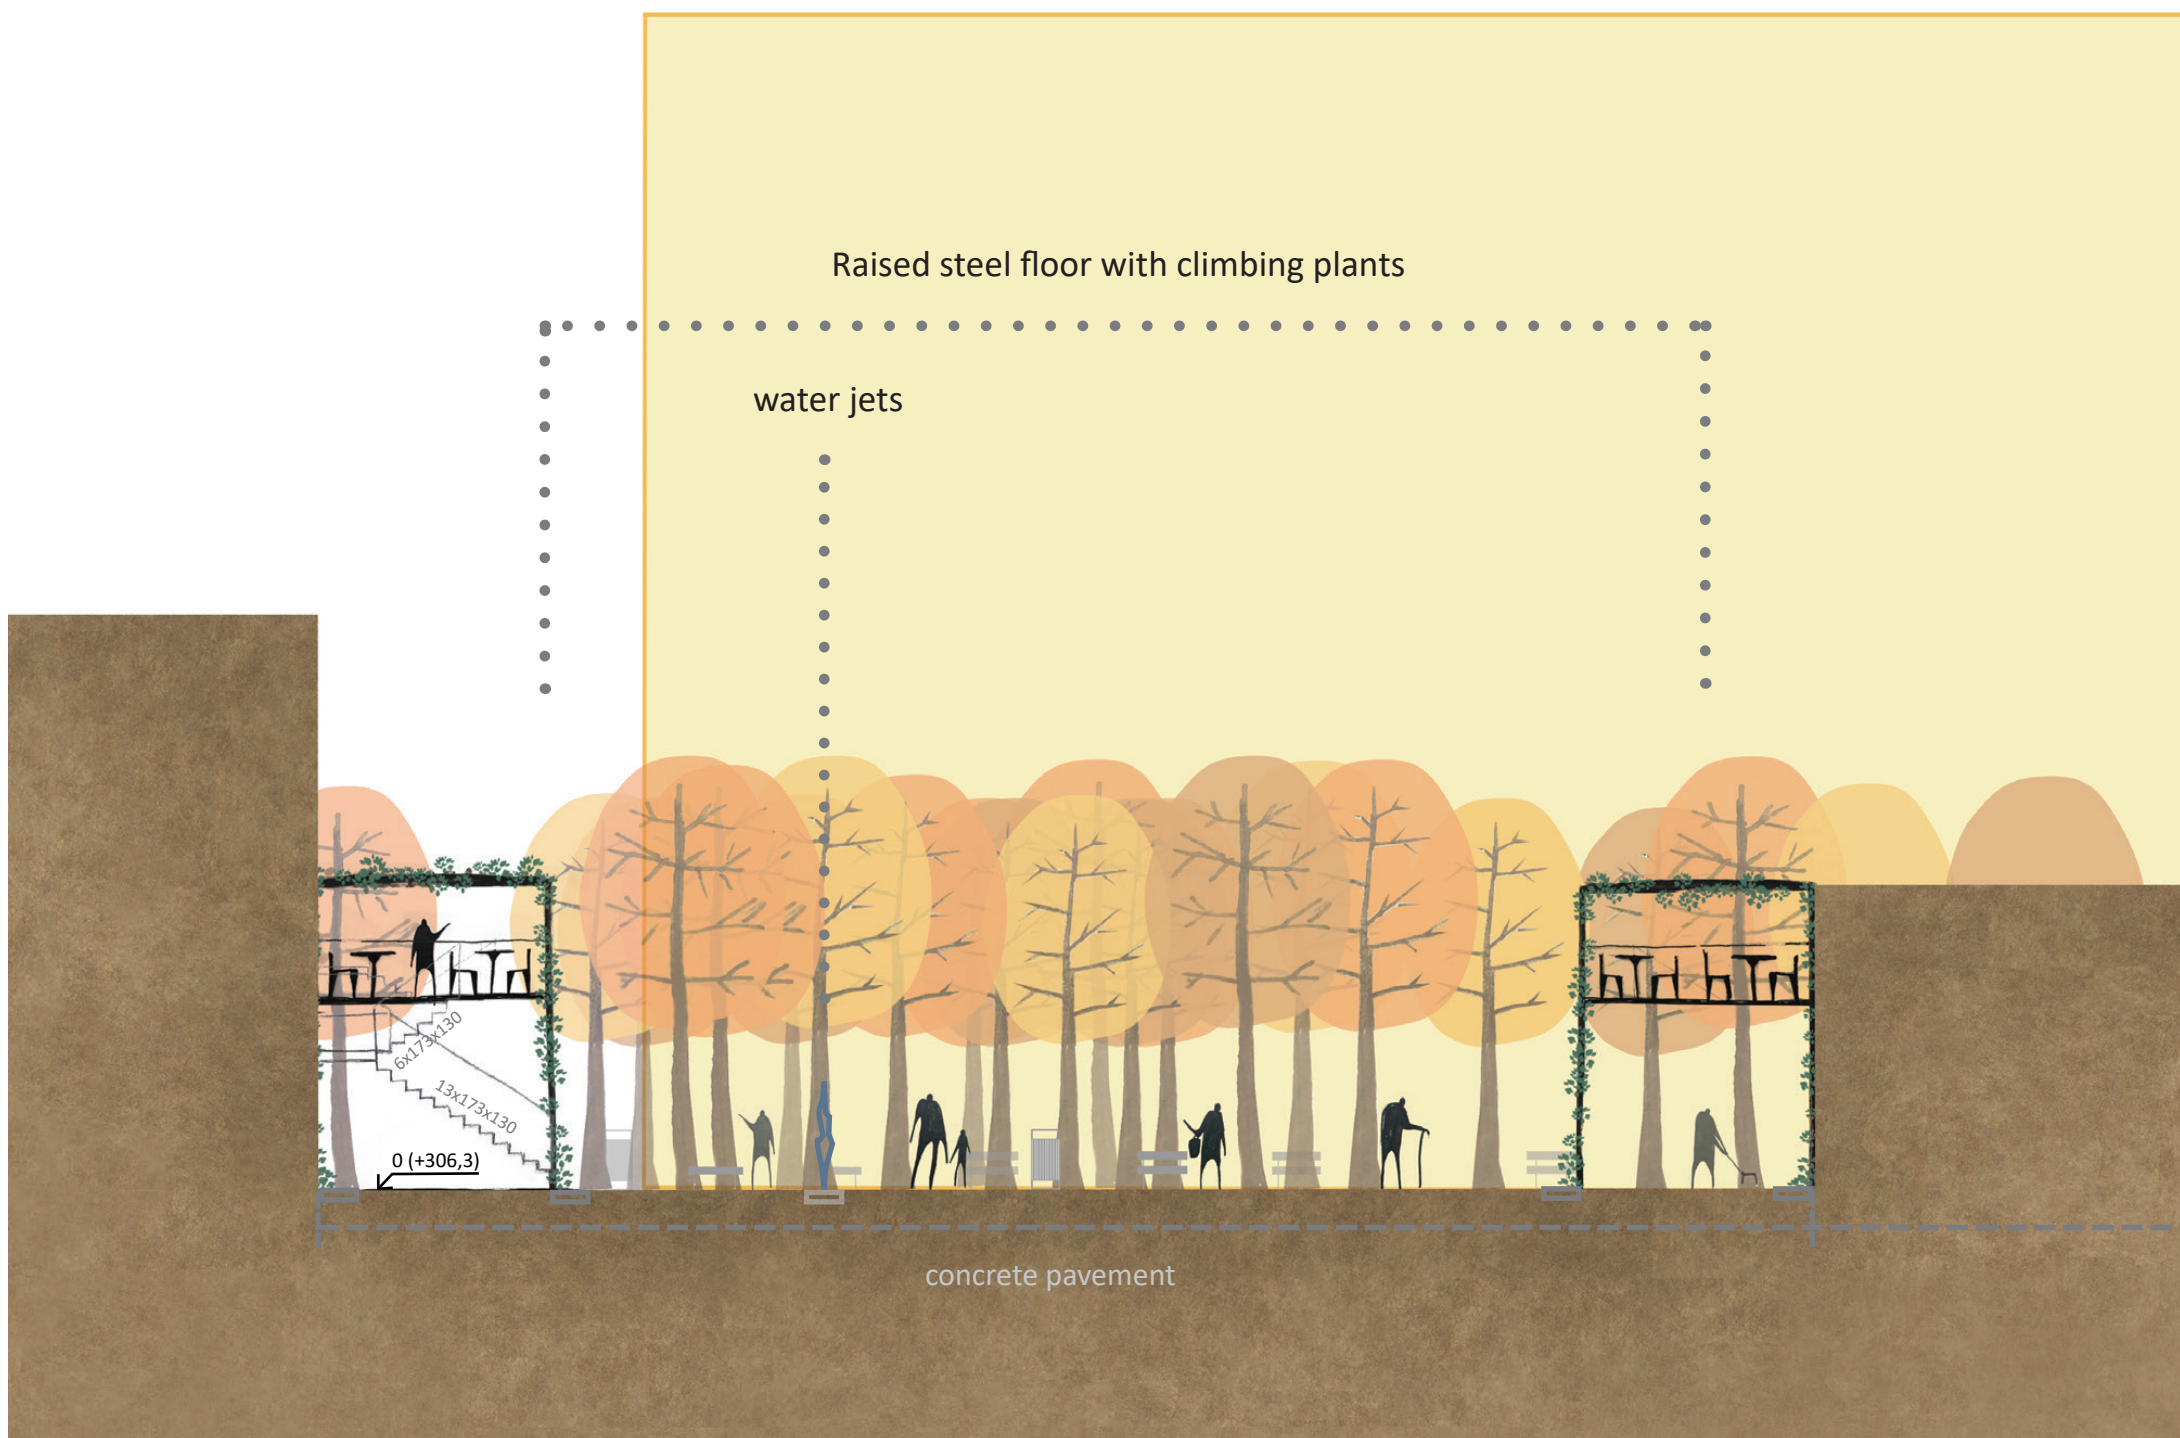 Raised steel floor with climbing plants
water jets
6x173x130
13x173x130
0 (+306,3)
concrete pavement